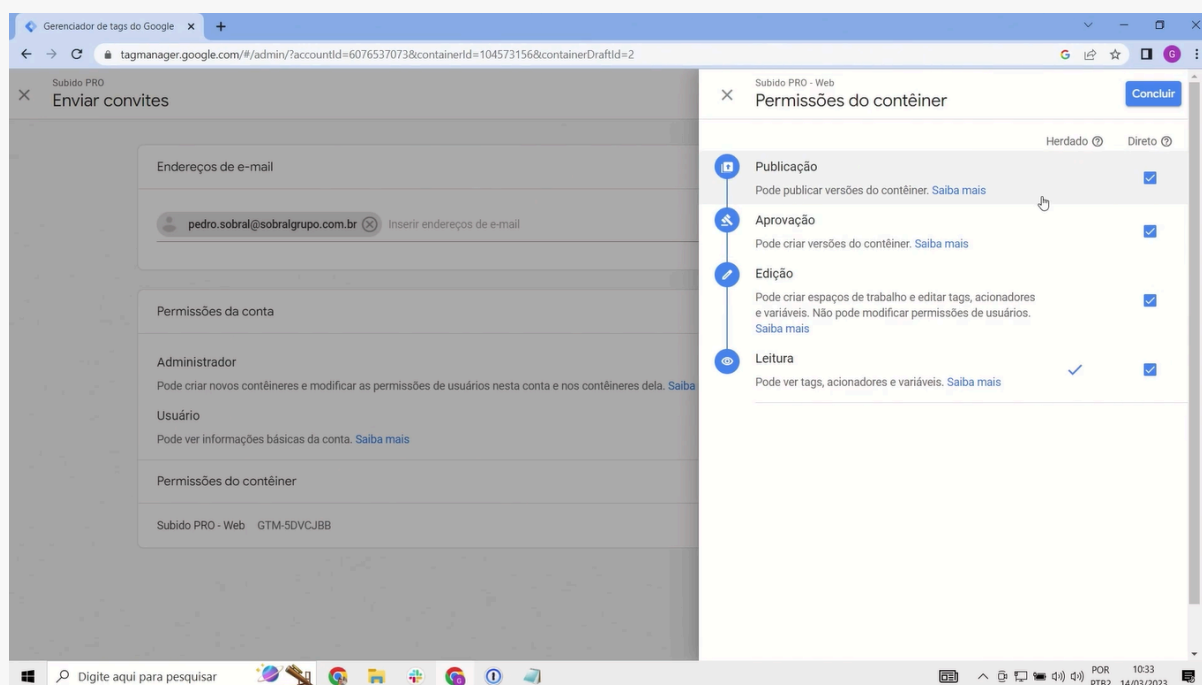 Gerenciador de tags do Google
tagmanager.google.com/#/admin/?accountId=6076537073&containerId=104573156&containerDraftId=2
G
Subido PRO
Enviar convites
Endereços de e-mail
pedro.sobral@sobralgrupo.com.br Inserir endereços de e-mail
Permissões da conta
Administrador
Pode criar novos contêineres e modificar as permissões de usuários nesta conta e nos contêineres dela. Saiba
Usuário
Pode ver informações básicas da conta. Saiba mais
Permissões do contêiner
Subido PRO - Web GTM-5DVCJBB
Subido PRO - Web
Permissões do contêiner
Concluir
Herdado Direto
Publicação
Pode publicar versões do contêiner. Saiba mais
Aprovação
Pode criar versões do contêiner. Saiba mais
Edição
Pode criar espaços de trabalho e editar tags, acionadores
e variáveis. Não pode modificar permissões de usuários.
Saiba mais
Leitura
Pode ver tags, acionadores e variáveis. Saiba mais
Digite aqui para pesquisar
POR
PTB2
10:33
14/03/2023